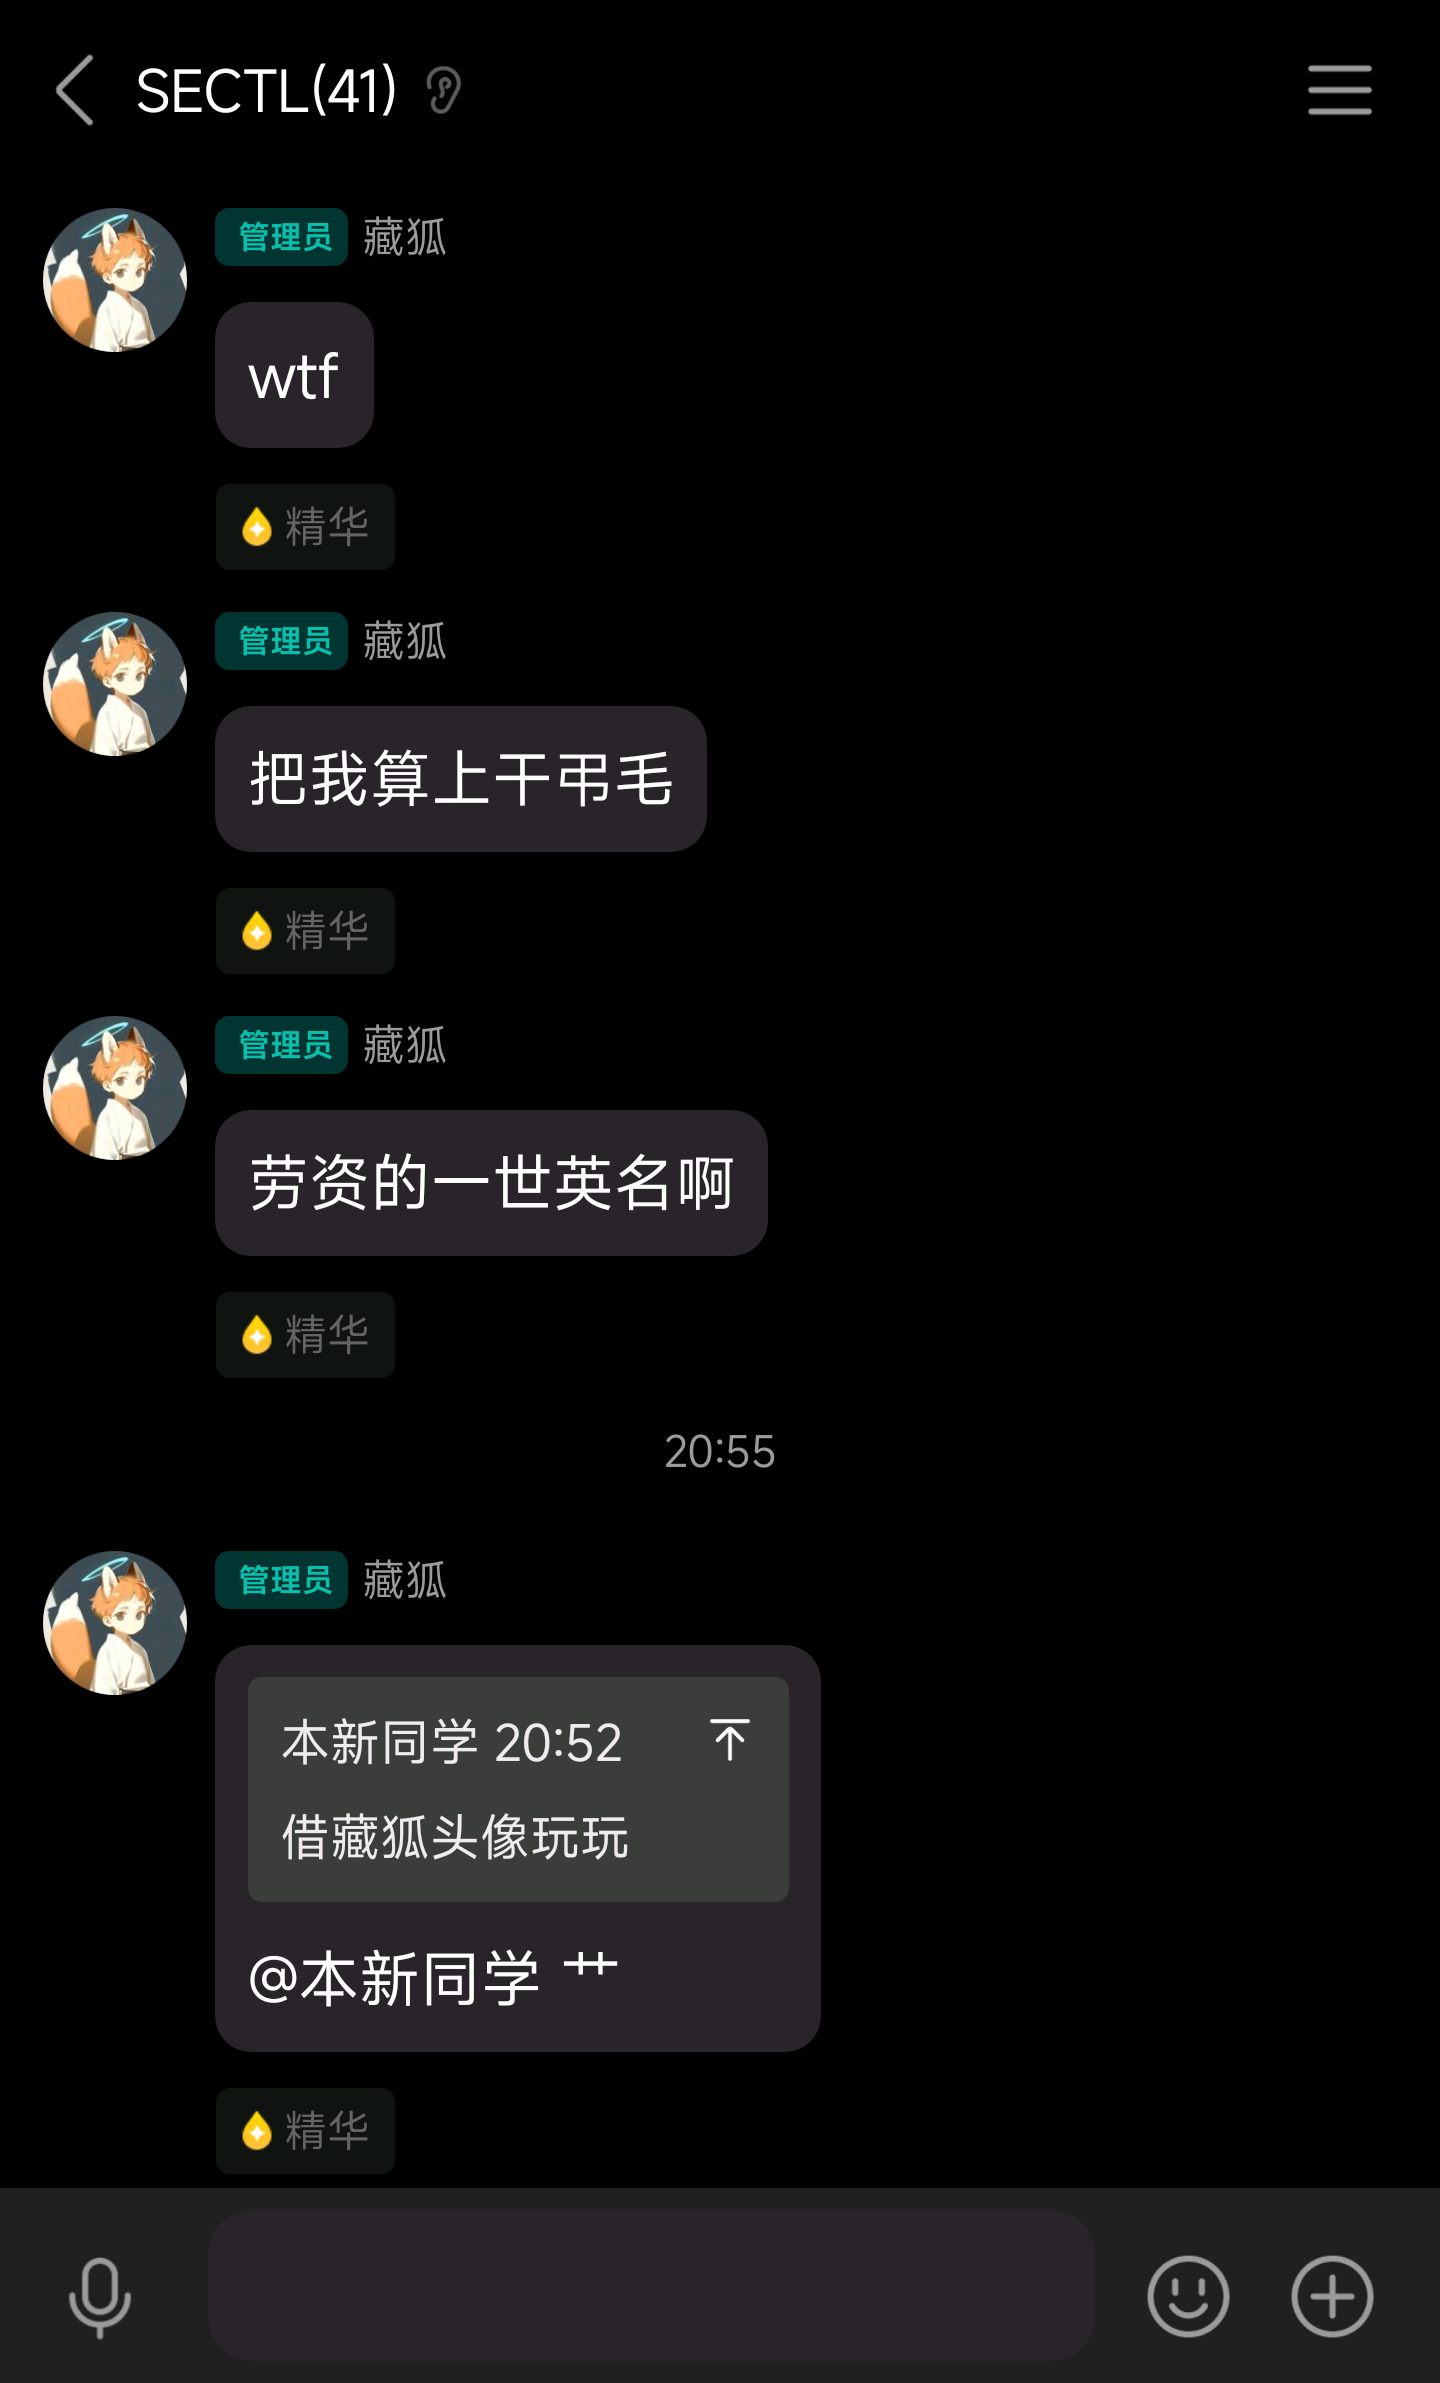 SECTL(41)
管理员 藏狐
wtf
精华
管理员 藏狐
把我算上干弔毛
精华
管理员 藏狐
劳资的一世英名啊
精华
20:55
管理员 藏狐
本新同学 20:52
借藏狐头像玩玩
@本新同学 艹
精华